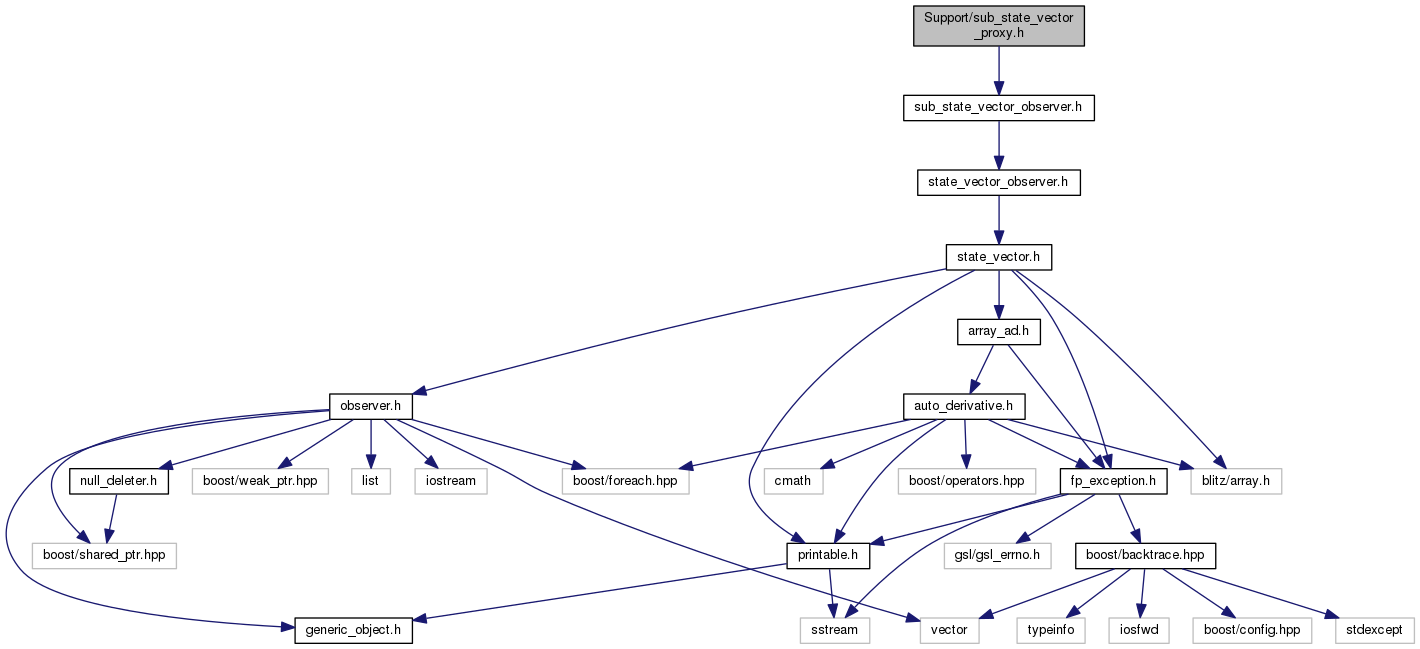 Support/sub_state_vector
_proxy.h
sub_state_vector_observer.h
state_vector_observer.h
state_vector.h
array_ad.h
observer.h
auto_derivative.h
null_deleter.h
boost/weak_ptr.hpp
list
iostream
boost/foreach.hpp
cmath
boost/operators.hpp
fp_exception.h
blitz/array.h
boost/shared_ptr.hpp
printable.h
gsl/gsl_errno.h
boost/backtrace.hpp
generic_object.h
sstream
vector
typeinfo
iosfwd
boost/config.hpp
stdexcept